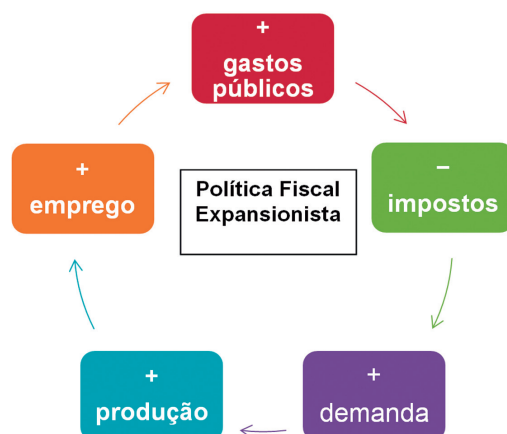 +
gastos
públicos
−
impostos
+
demanda
+
produção
+
emprego
Política Fiscal
Expansionista